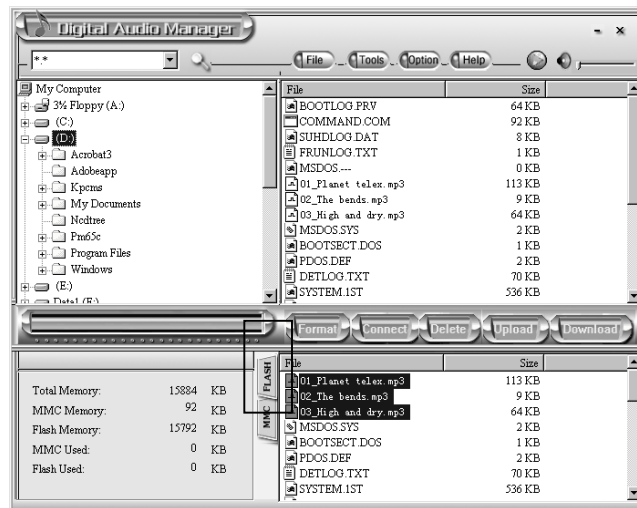 Digital Audio Manager
*.*
File Tools Option Help
My Computer
3½ Floppy (A:)
(C:)
(D:)
Acrobat3
Adobeapp
Kpcms
My Documents
Ncdtree
Pm65c
Program Files
Windows
(E:)
Data1 (F:)
File Size
BOOTLOG.PRV 64 KB
COMMAND.COM 92 KB
SUHDLOG.DAT 8 KB
FRUNLOG.TXT 1 KB
MSDOS.--- 0 KB
01_Planet telex.mp3 113 KB
02_The bends.mp3 9 KB
03_High and dry.mp3 64 KB
MSDOS.SYS 2 KB
BOOTSECT.DOS 1 KB
PDOS.DEF 2 KB
DETLOG.TXT 70 KB
SYSTEM.1ST 536 KB
Format Connect Delete Upload Download
Total Memory: 15884 KB
MMC Memory: 92 KB
Flash Memory: 15792 KB
MMC Used: 0 KB
Flash Used: 0 KB
FLASH
MMC
File Size
01_Planet telex.mp3 113 KB
02_The bends.mp3 9 KB
03_High and dry.mp3 64 KB
MSDOS.SYS 2 KB
BOOTSECT.DOS 1 KB
PDOS.DEF 2 KB
DETLOG.TXT 70 KB
SYSTEM.1ST 536 KB